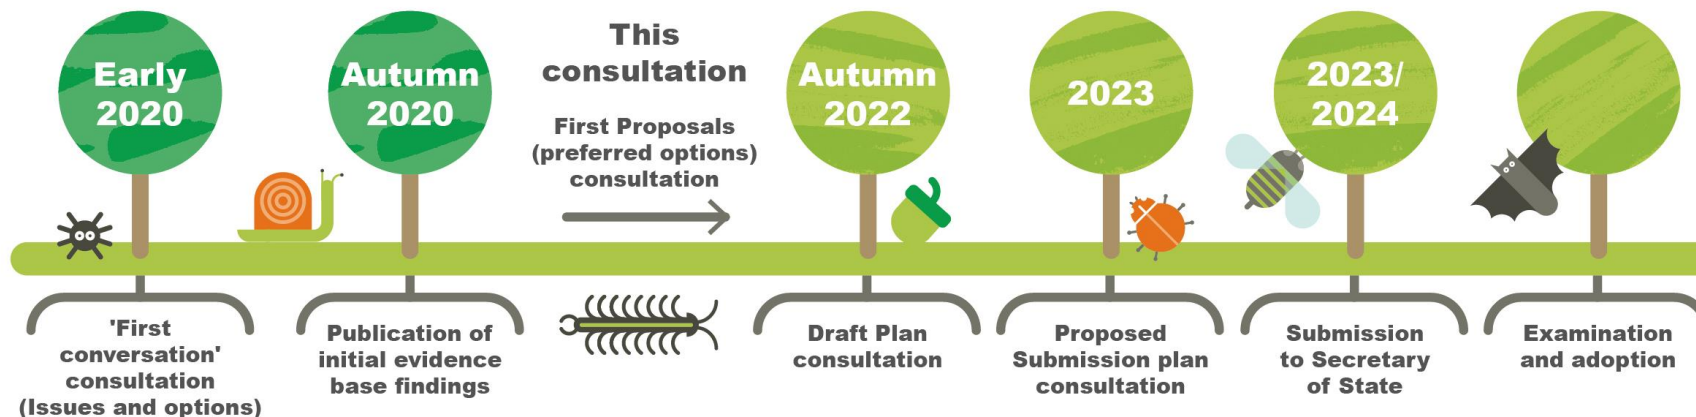 Early
2020
'First
conversation'
consultation
(Issues and options)
Autumn
2020
Publication of
initial evidence
base findings
This
consultation
First Proposals
(preferred options)
consultation
Autumn
2022
Draft Plan
consultation
2023
Proposed
Submission plan
consultation
2023/
2024
Submission
to Secretary
of State
Examination
and adoption